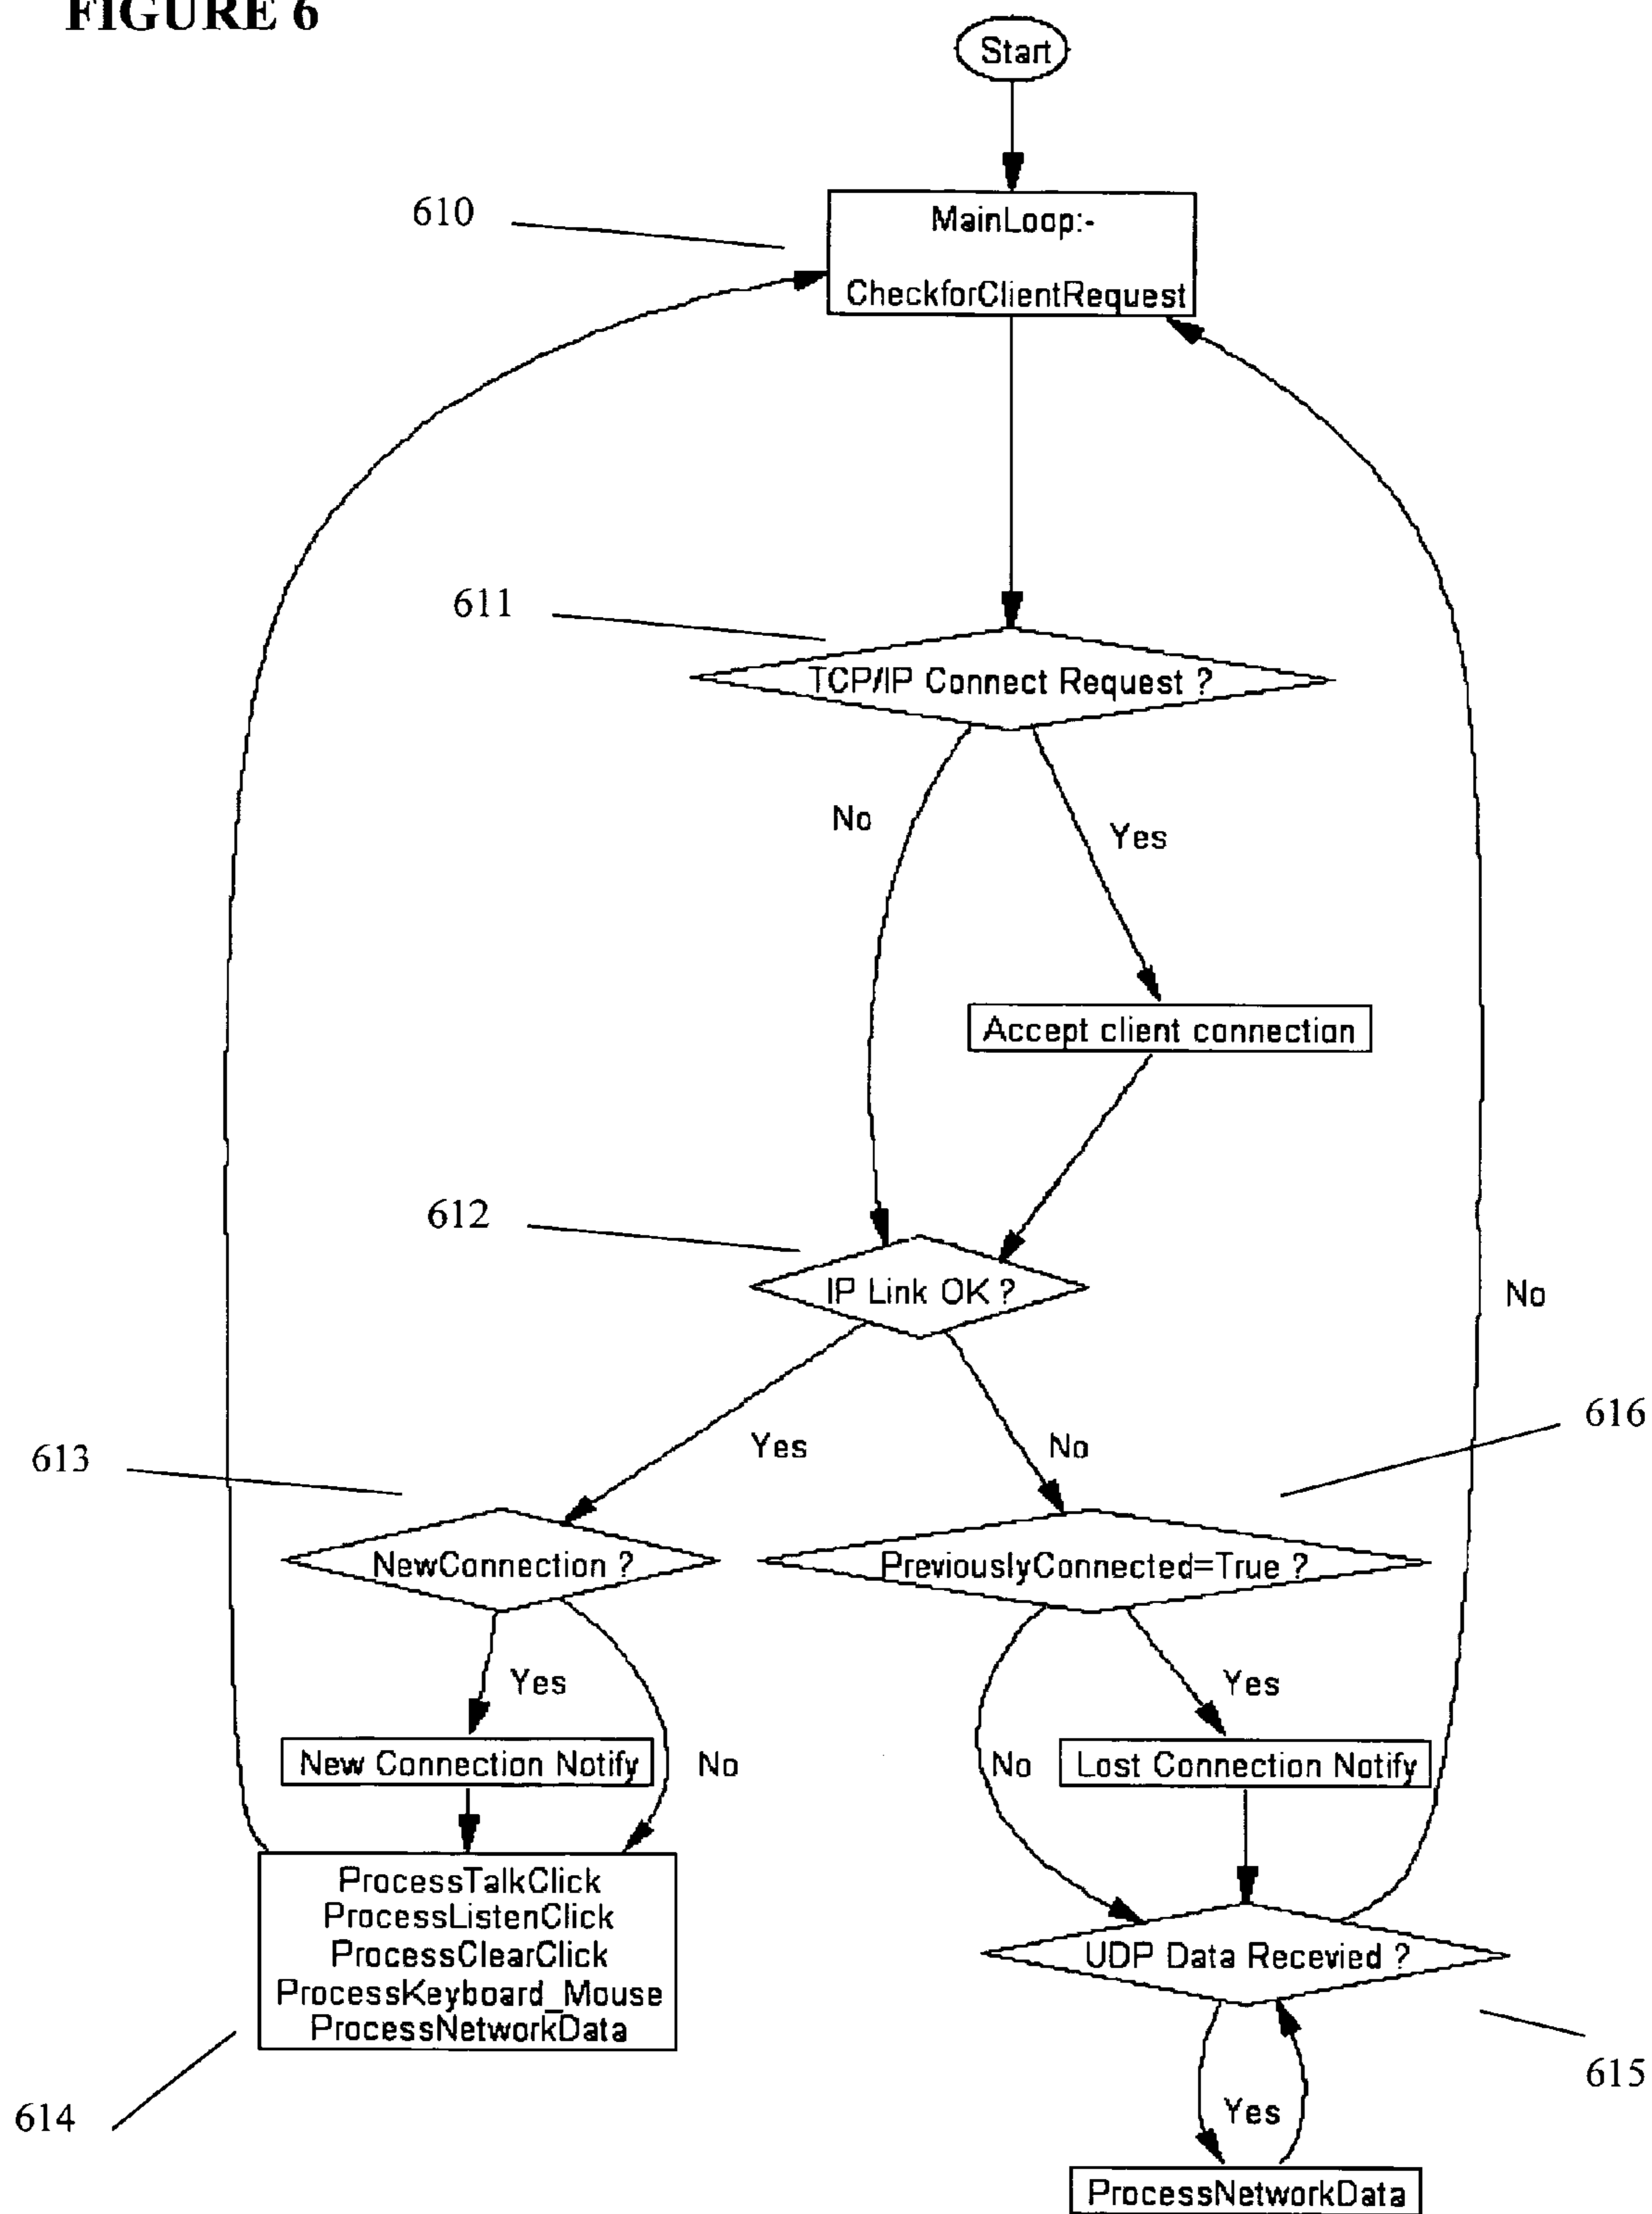 FIGURE 6
Start
610
MainLoop:-
CheckforClientRequest
611
TCP/IP Connect Request ?
No
Yes
Accept client connection
612
IP Link OK ?
No
616
613
Yes
No
NewConnection ?
PreviouslyConnected=True ?
Yes
Yes
New Connection Notify
No
No
Lost Connection Notify
ProcessTalkClick
ProcessListenClick
ProcessClearClick
ProcessKeyboard_Mouse
ProcessNetworkData
UDP Data Recevied ?
615
614
Yes
ProcessNetworkData